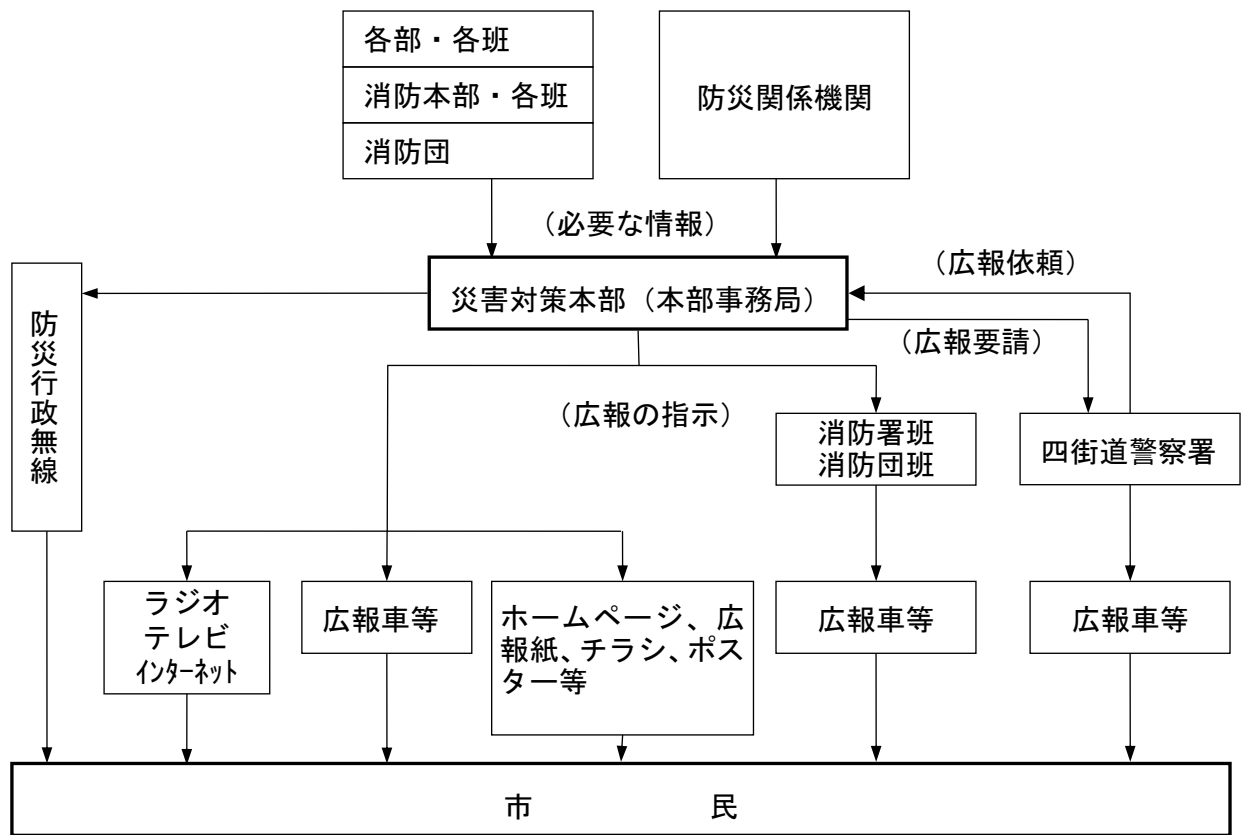 各部・各班
消防本部・各班
消防団
防災関係機関
（必要な情報）
（広報依頼）
災害対策本部（本部事務局）
（広報要請）
防災行政無線
（広報の指示）
消防署班
消防団班
四街道警察署
ラジオ
テレビ
インターネット
広報車等
ホームページ、広
報紙、チラシ、ポス
ター等
広報車等
広報車等
市　　　　　民